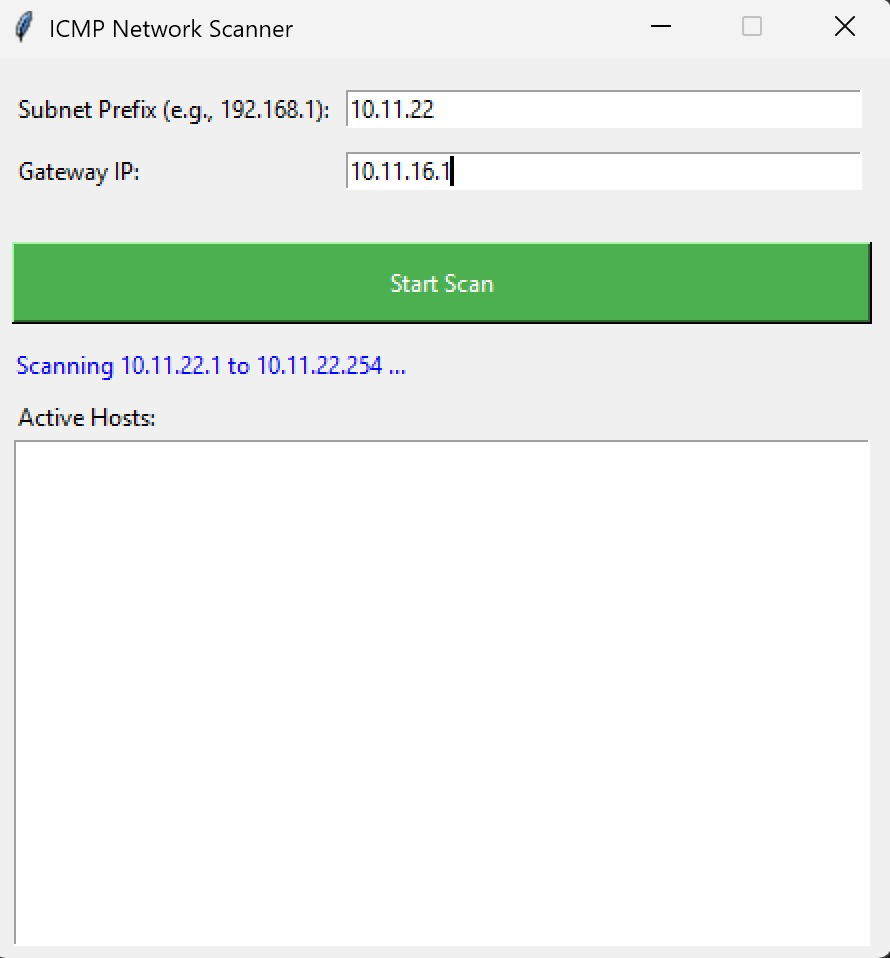 ICMP Network Scanner
Subnet Prefix (e.g., 192.168.1): 10.11.22
Gateway IP: 10.11.16.1
Start Scan
Scanning 10.11.22.1 to 10.11.22.254 ...
Active Hosts: